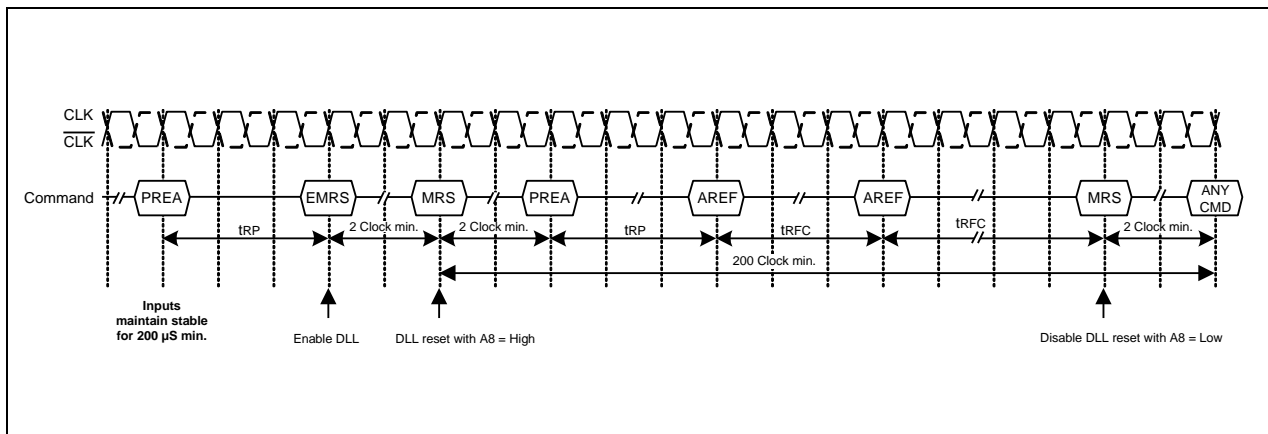 CLK
CLK
Command
PREA
EMRS
MRS
PREA
AREF
AREF
MRS
ANY
CMD
tRP
2 Clock min.
2 Clock min.
tRP
tRFC
tRFC
2 Clock min.
200 Clock min.
Inputs
maintain stable
for 200 µS min.
Enable DLL
DLL reset with A8 = High
Disable DLL reset with A8 = Low